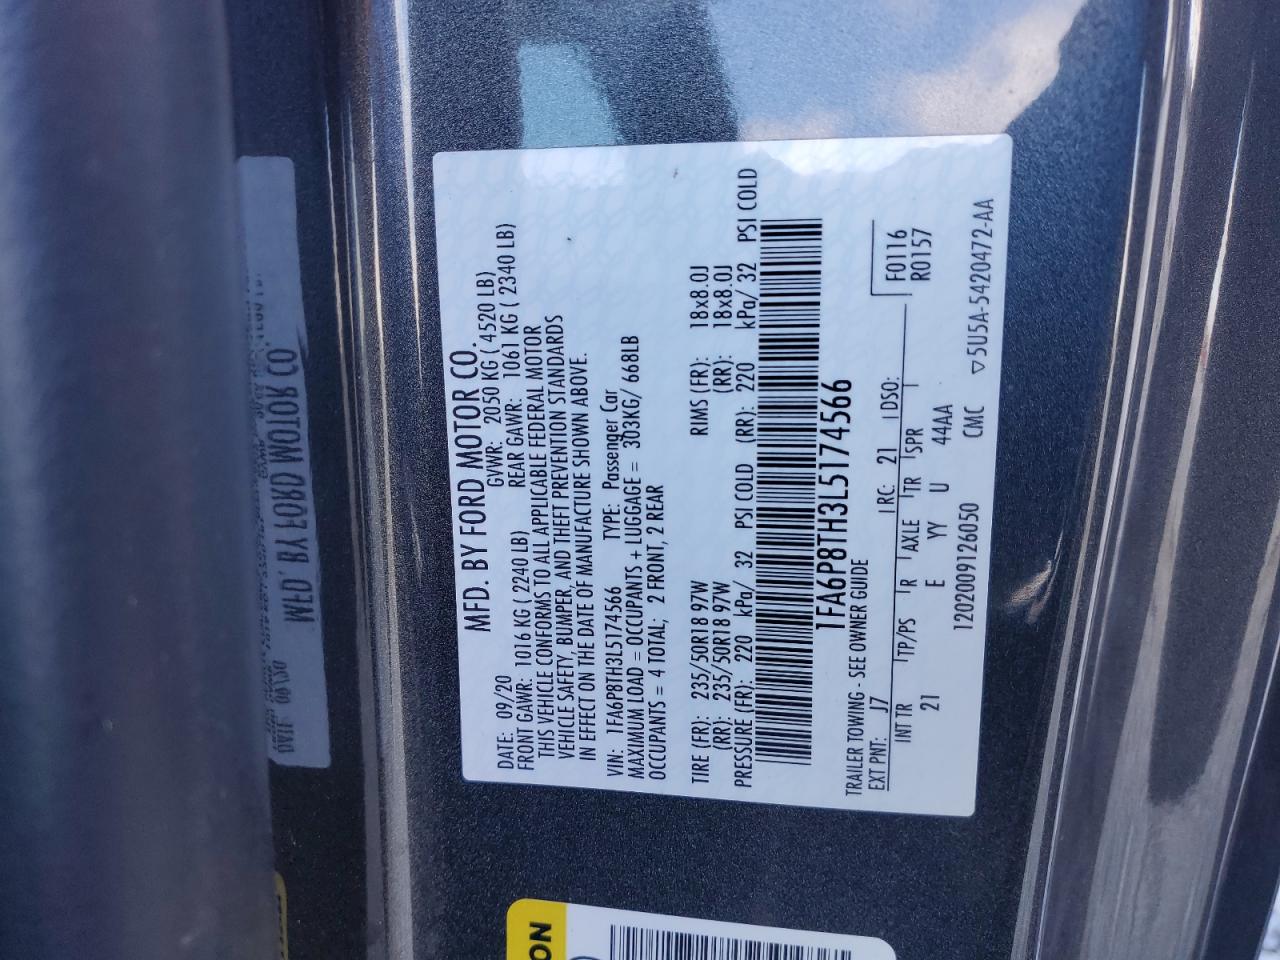 MFD. BY FORD MOTOR CO.
DATE: 09/20 GVWR: 2050 KG ( 4520 LB)
FRONT GAWR: 1016 KG ( 2240 LB) REAR GAWR: 1061 KG ( 2340 LB)
THIS VEHICLE CONFORMS TO ALL APPLICABLE FEDERAL MOTOR
VEHICLE SAFETY, BUMPER, AND THEFT PREVENTION STANDARDS
IN EFFECT ON THE DATE OF MANUFACTURE SHOWN ABOVE.
VIN: 1FA6P8TH3L5174566 TYPE: Passenger Car
MAXIMUM LOAD = OCCUPANTS + LUGGAGE = 303KG/ 668LB
OCCUPANTS = 4 TOTAL; 2 FRONT, 2 REAR
TIRE (FR): 235/50R18 97W RIMS (FR): 18x8.0J
(RR): 235/50R18 97W (RR): 18x8.0J
PRESSURE (FR): 220 kPa/ 32 PSI COLD (RR): 220 kPa/ 32 PSI COLD
1FA6P8TH3L5174566
TRAILER TOWING - SEE OWNER GUIDE
EXT PNT: J7 RC: 21 DSO: F0116
INT TR TP/PS R AXLE TR SPR R0157
21 E YY U 44AA
1202009126050 CMC ▽5U5A-5420472-AA
MFD. BY FORD MOTOR CO.
ON